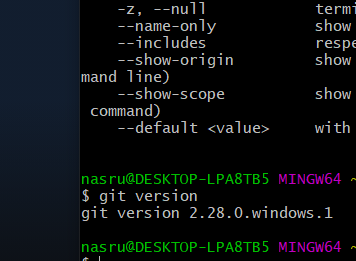 -z, --null termi
--name-only show
--includes respe
--show-origin show
mand line)
--show-scope show
command)
--default <value> with
nasru@DESKTOP-LPA8TB5 MINGW64 ~
$ git version
git version 2.28.0.windows.1
nasru@DESKTOP-LPA8TB5 MINGW64 ~
$